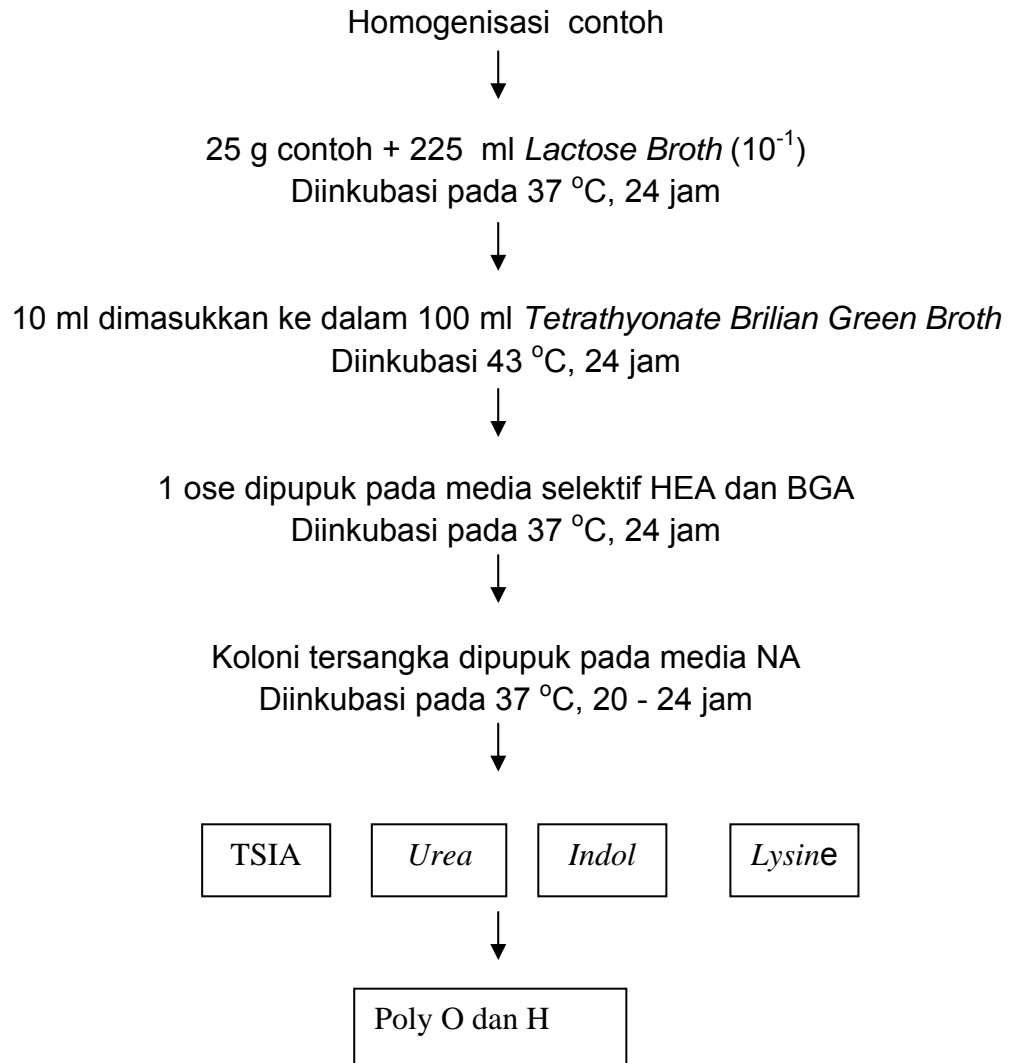 Homogenisasi contoh
25 g contoh + 225 ml Lactose Broth (10⁻¹)
Diinkubasi pada 37 ᵒC, 24 jam
10 ml dimasukkan ke dalam 100 ml Tetrathyonate Brilian Green Broth
Diinkubasi 43 ᵒC, 24 jam
1 ose dipupuk pada media selektif HEA dan BGA
Diinkubasi pada 37 ᵒC, 24 jam
Koloni tersangka dipupuk pada media NA
Diinkubasi pada 37 ᵒC, 20 - 24 jam
TSIA Urea Indol Lysine
Poly O dan H